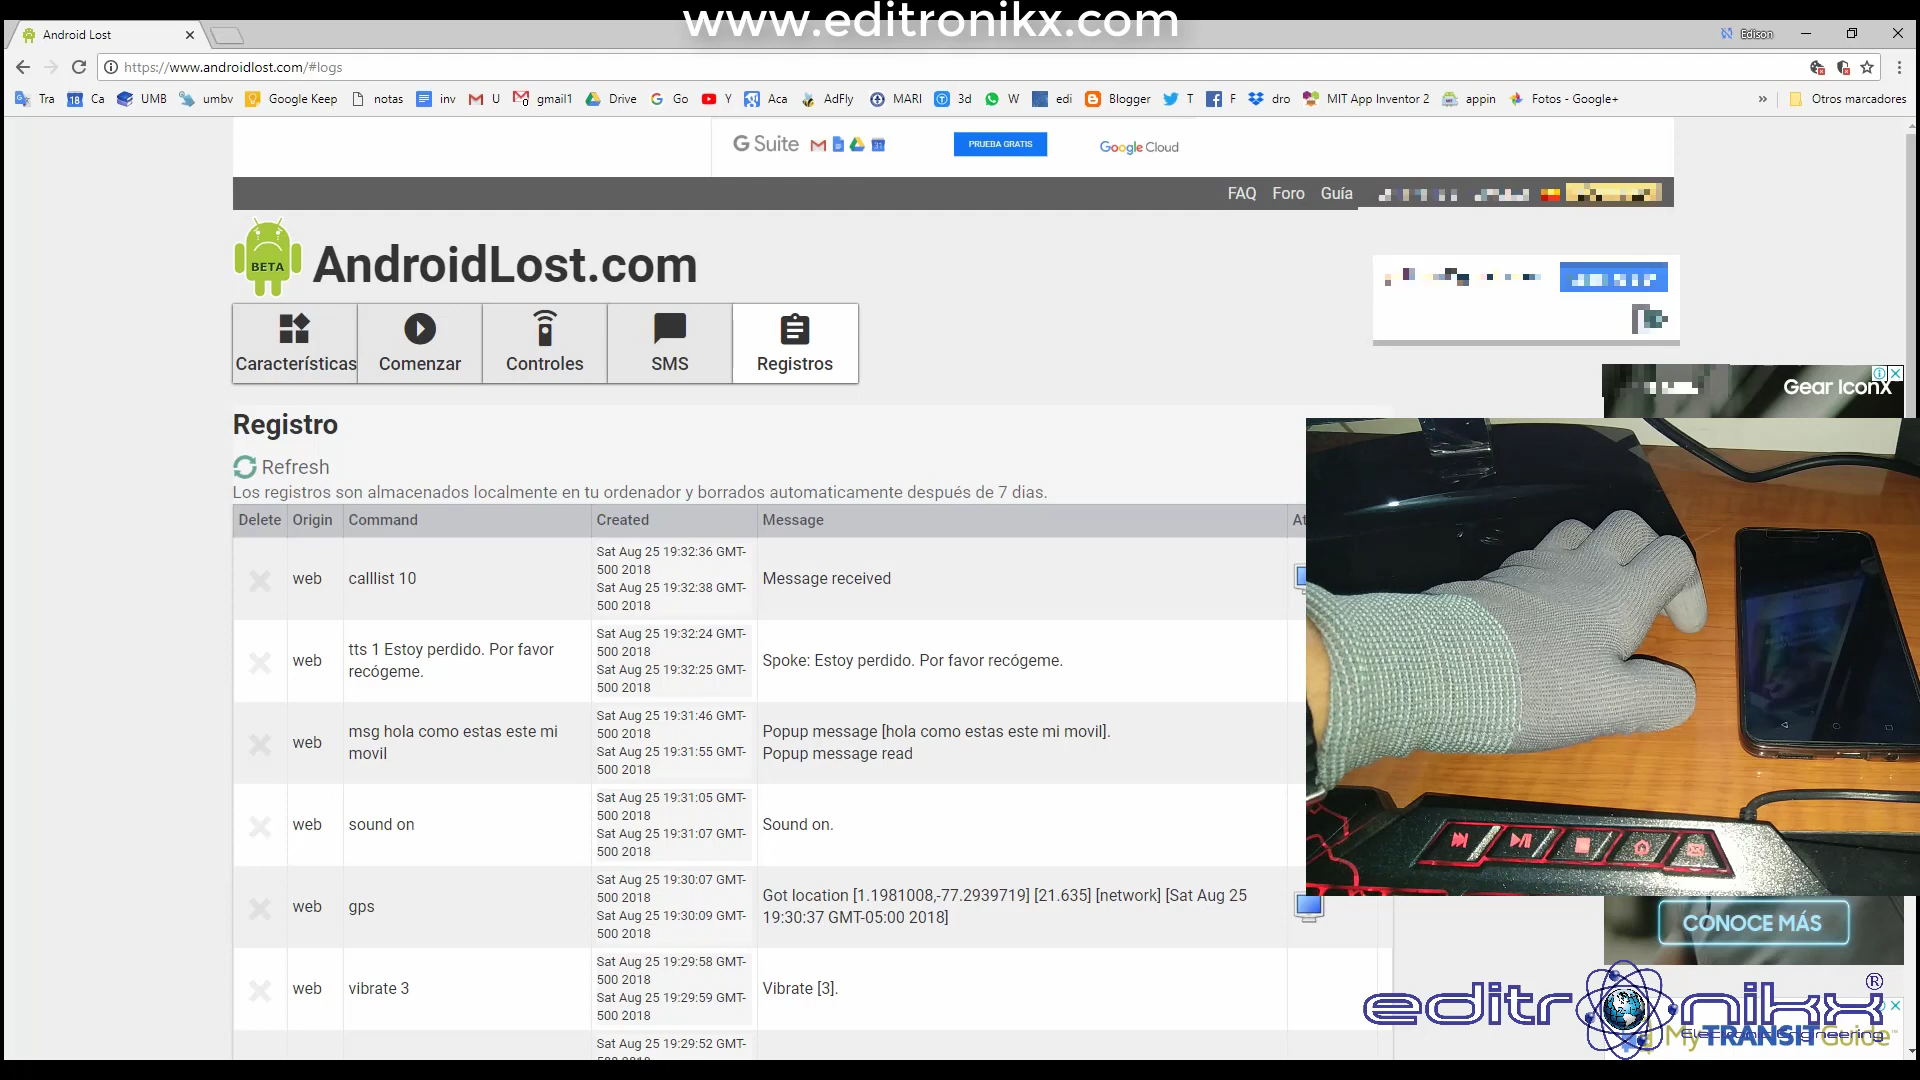 www.editronikx.com
Android Lost
Edison
https://www.androidlost.com/#logs
Tra 18 Ca UMB umbv Google Keep notas inv U gmail1 Drive Go Y Aca AdFly MARI 3d W edi Blogger T F dro MIT App Inventor 2 appin Fotos - Google+ » Otros marcadores
G Suite 31 PRUEBA GRATIS Google Cloud
FAQ Foro Guía
BETA
AndroidLost.com
Características Comenzar Controles SMS Registros
Gear IconX
Registro
Refresh
Los registros son almacenados localmente en tu ordenador y borrados automaticamente después de 7 dias.
Delete Origin Command Created Message At
web calllist 10 Sat Aug 25 19:32:36 GMT-
500 2018
Sat Aug 25 19:32:38 GMT-
500 2018 Message received
web tts 1 Estoy perdido. Por favor
recógeme. Sat Aug 25 19:32:24 GMT-
500 2018
Sat Aug 25 19:32:25 GMT-
500 2018 Spoke: Estoy perdido. Por favor recógeme.
web msg hola como estas este mi
movil Sat Aug 25 19:31:46 GMT-
500 2018
Sat Aug 25 19:31:55 GMT-
500 2018 Popup message [hola como estas este mi movil].
Popup message read
web sound on Sat Aug 25 19:31:05 GMT-
500 2018
Sat Aug 25 19:31:07 GMT-
500 2018 Sound on.
web gps Sat Aug 25 19:30:07 GMT-
500 2018
Sat Aug 25 19:30:09 GMT-
500 2018 Got location [1.1981008,-77.2939719] [21.635] [network] [Sat Aug 25
19:30:37 GMT-05:00 2018]
web vibrate 3 Sat Aug 25 19:29:58 GMT-
500 2018
Sat Aug 25 19:29:59 GMT-
500 2018 Vibrate [3].
Sat Aug 25 19:29:52 GMT-
CONOCE MÁS
editronikx ®
My TRANSIT Guide